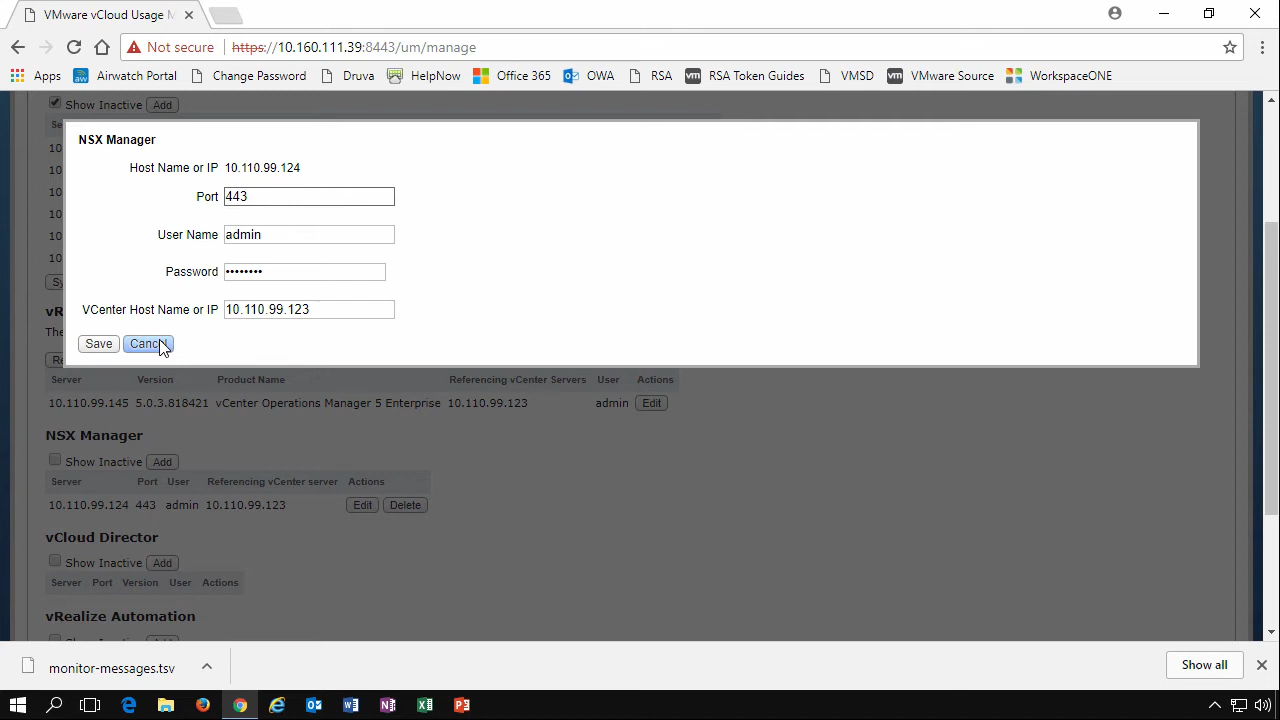 VMware vCloud Usage M
Not secure https://10.160.111.39:8443/um/manage
Apps Airwatch Portal Change Password Druva HelpNow Office 365 OWA RSA RSA Token Guides VMSD VMware Source WorkspaceONE
Show Inactive Add
NSX Manager
Host Name or IP 10.110.99.124
Port 443
User Name admin
Password ••••••••
VCenter Host Name or IP 10.110.99.123
Save Cancel
Server Version Product Name Referencing vCenter Servers User Actions
10.110.99.145 5.0.3.818421 vCenter Operations Manager 5 Enterprise 10.110.99.123 admin Edit
NSX Manager
Show Inactive Add
Server Port User Referencing vCenter server Actions
10.110.99.124 443 admin 10.110.99.123 Edit Delete
vCloud Director
Show Inactive Add
Server Port Version User Actions
vRealize Automation
monitor-messages.tsv Show all